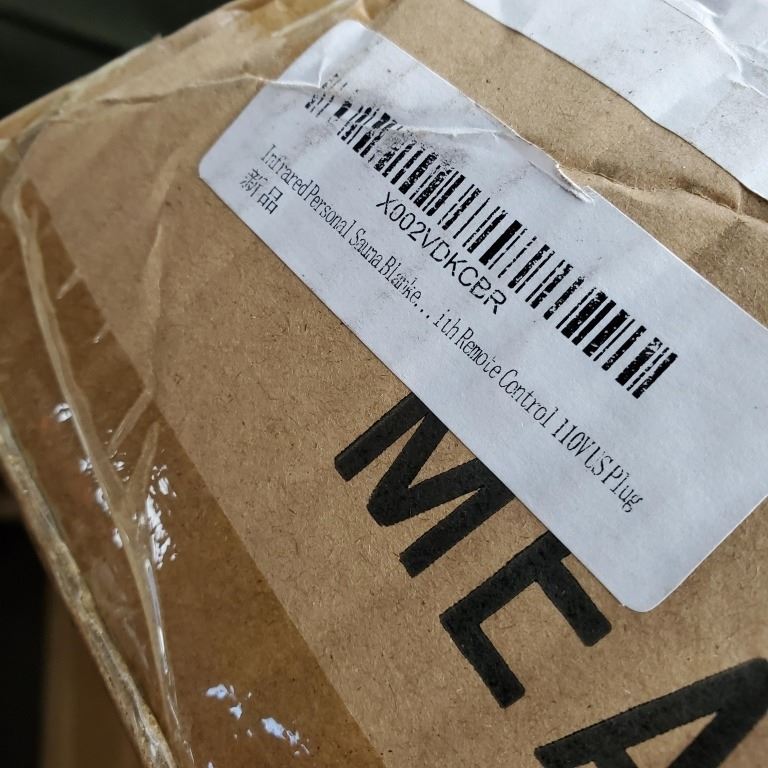 X002VDKCBR
Infrared Personal Sauna Blanke...ith Remote Control 110V US Plug
新品
MEA